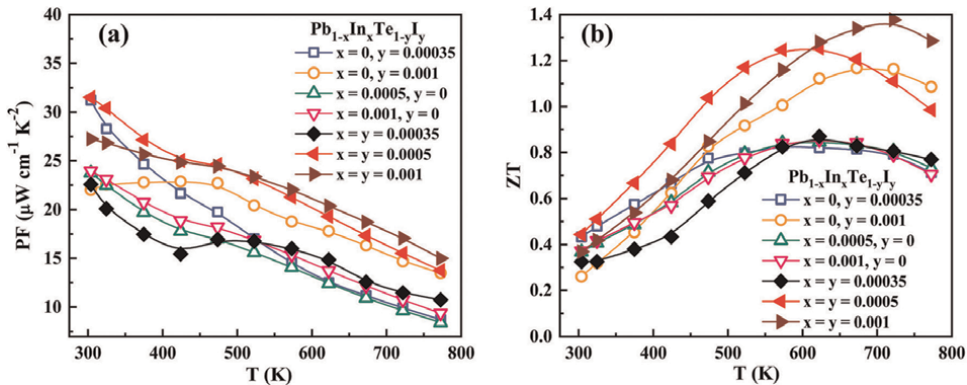 (a)
Pb₁₋ₓInₓTe₁₋ᵧIᵧ
x = 0, y = 0.00035
x = 0, y = 0.001
x = 0.0005, y = 0
x = 0.001, y = 0
x = y = 0.00035
x = y = 0.0005
x = y = 0.001
PF (µW cm⁻¹ K⁻²)
40
35
30
25
20
15
10
300 400 500 600 700 800
T (K)
(b)
ZT
1.4
1.2
1.0
0.8
0.6
0.4
0.2
0.0
Pb₁₋ₓInₓTe₁₋ᵧIᵧ
x = 0, y = 0.00035
x = 0, y = 0.001
x = 0.0005, y = 0
x = 0.001, y = 0
x = y = 0.00035
x = y = 0.0005
x = y = 0.001
300 400 500 600 700 800
T (K)